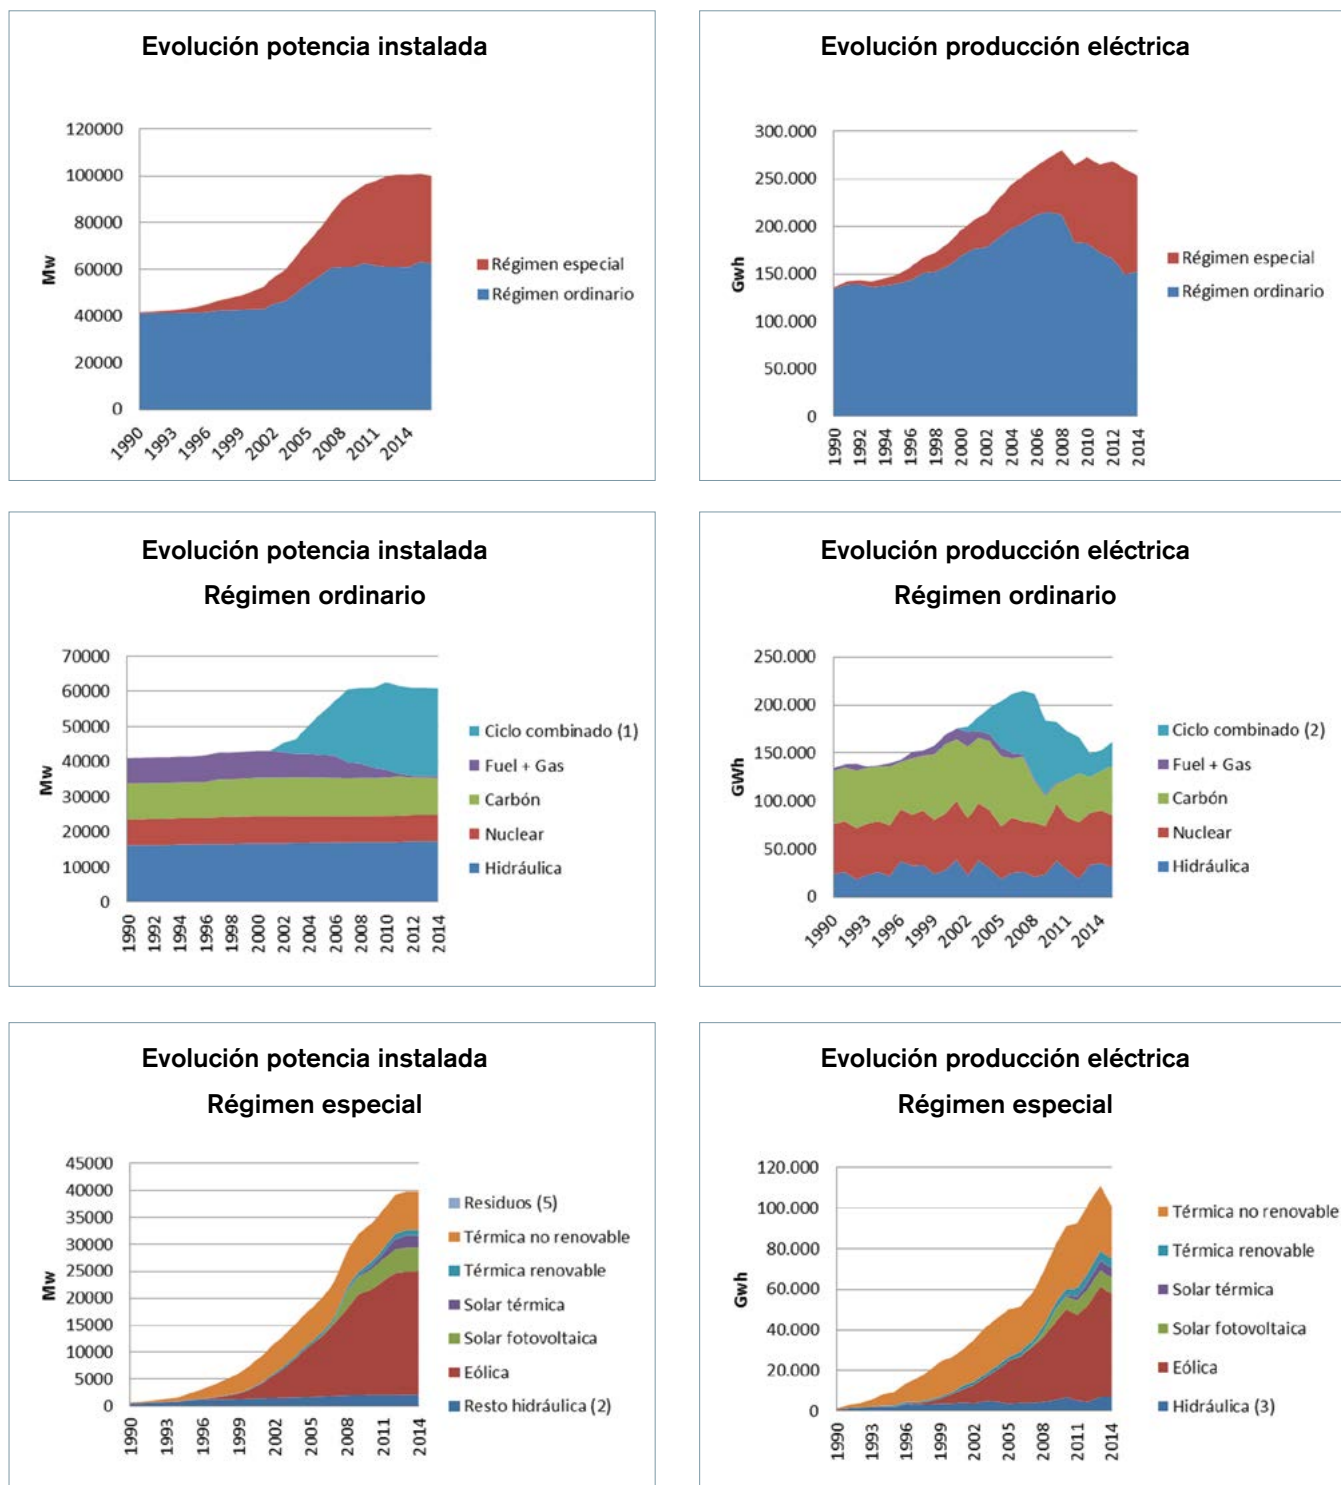 Evolución potencia instalada
120000
100000
80000
60000
40000
20000
0
Mw
1990
1993
1996
1999
2002
2005
2008
2011
2014
Régimen especial
Régimen ordinario
Evolución producción eléctrica
300.000
250.000
200.000
150.000
100.000
50.000
0
Gwh
1990
1992
1994
1996
1998
2000
2002
2004
2006
2008
2010
2012
2014
Régimen especial
Régimen ordinario
Evolución potencia instalada
Régimen ordinario
70000
60000
50000
40000
30000
20000
10000
0
Mw
1990
1992
1994
1996
1998
2000
2002
2004
2006
2008
2010
2012
2014
Ciclo combinado (1)
Fuel + Gas
Carbón
Nuclear
Hidráulica
Evolución producción eléctrica
Régimen ordinario
250.000
200.000
150.000
100.000
50.000
0
GWh
1990
1993
1996
1999
2002
2005
2008
2011
2014
Ciclo combinado (2)
Fuel + Gas
Carbón
Nuclear
Hidráulica
Evolución potencia instalada
Régimen especial
45000
40000
35000
30000
25000
20000
15000
10000
5000
0
Mw
1990
1993
1996
1999
2002
2005
2008
2011
2014
Residuos (5)
Térmica no renovable
Térmica renovable
Solar térmica
Solar fotovoltaica
Eólica
Resto hidráulica (2)
Evolución producción eléctrica
Régimen especial
120.000
100.000
80.000
60.000
40.000
20.000
0
Gwh
1990
1993
1996
1999
2002
2005
2008
2011
2014
Térmica no renovable
Térmica renovable
Solar térmica
Solar fotovoltaica
Eólica
Hidráulica (3)